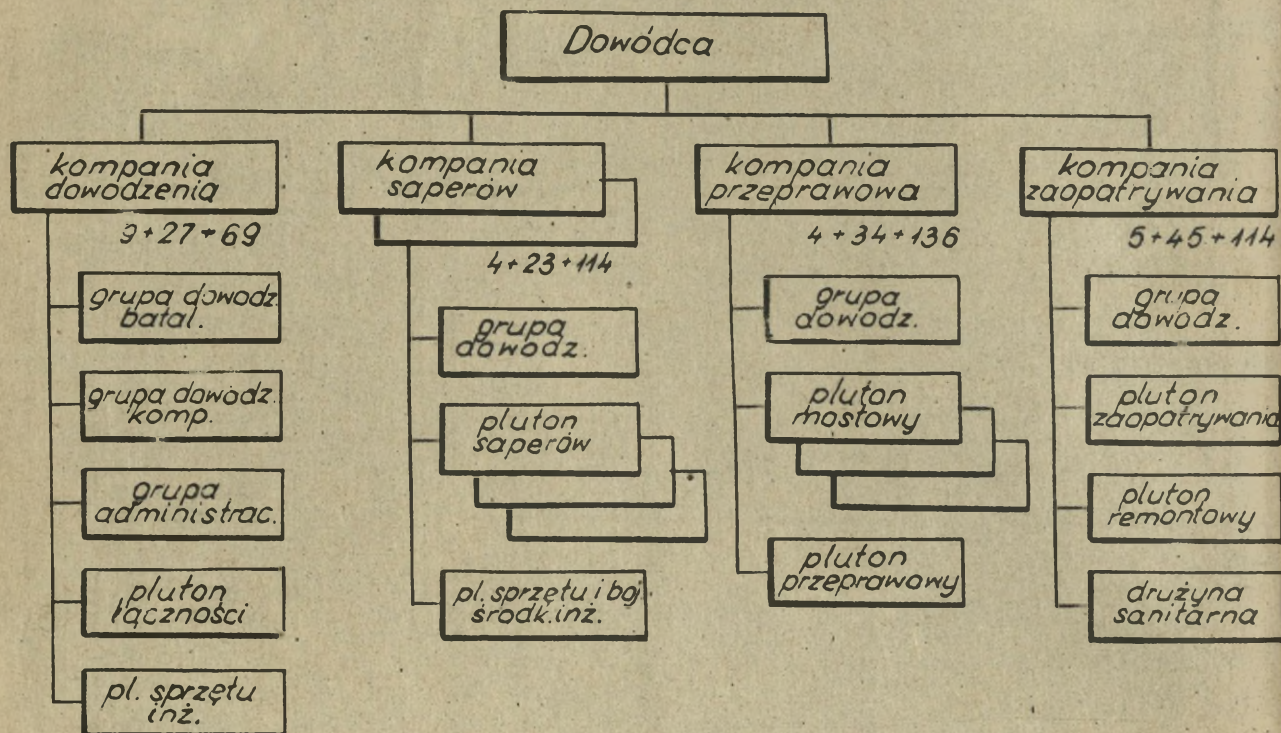 Dowódca
kompania
dowodzenia
9+27+69
grupa dowodz.
batal.
grupa dowodz.
komp.
grupa
administrac.
pluton
łączności
pl. sprzętu
inż.
kompania
saperów
4+23+114
grupa
dowodz.
pluton
saperów
pl. sprzętu i boj
środk. inż.
kompania
przeprawowa
4+34+136
grupa
dowodz.
pluton
mostowy
pluton
przeprawowy
kompania
zaopatrywania
5+45+114
grupa
dowodz.
pluton
zaopatrywania
pluton
remontowy
drużyna
sanitarna